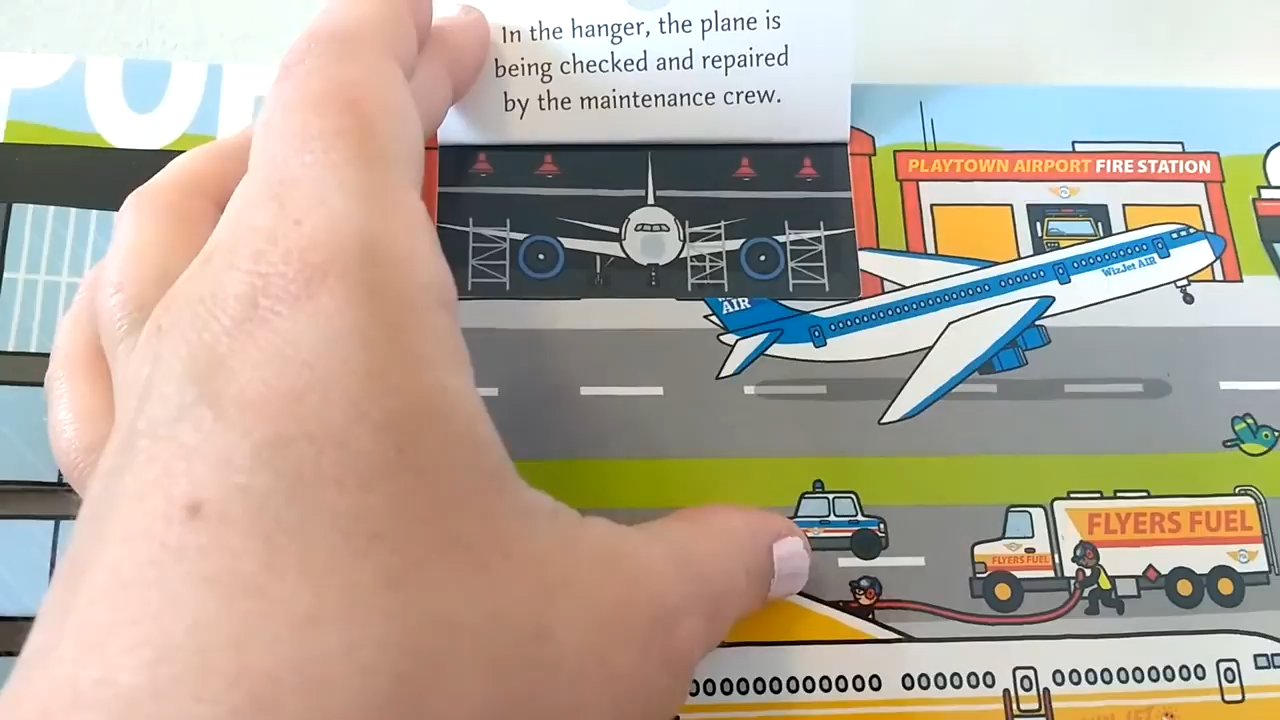 In the hanger, the plane is
being checked and repaired
by the maintenance crew.
PLAYTOWN AIRPORT FIRE STATION
WizJet AIR
AIR
FLYERS FUEL
FLYERS FUEL